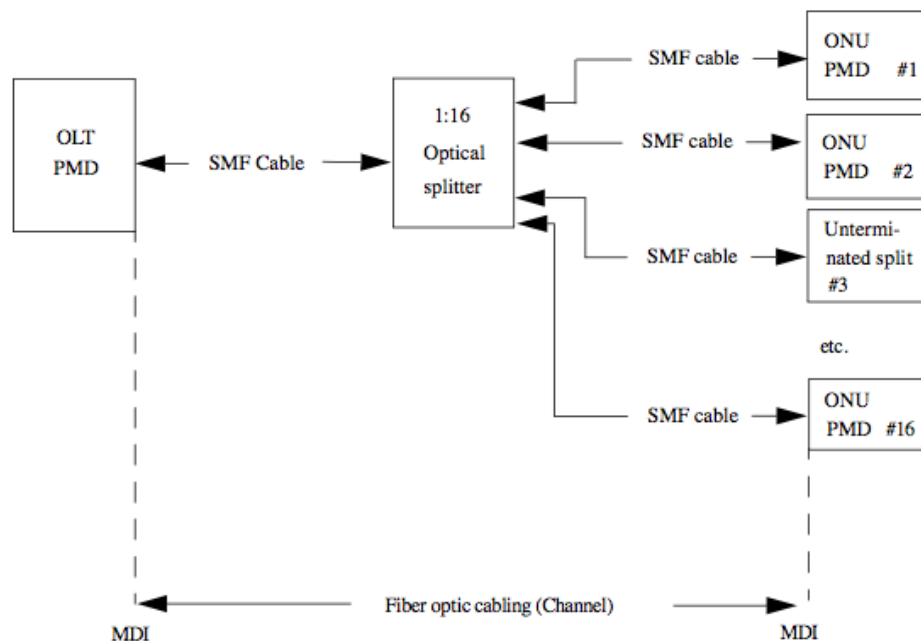 OLT
PMD
SMF Cable
1:16
Optical
splitter
SMF cable
ONU
PMD #1
SMF cable
ONU
PMD #2
SMF cable
Untermi-
nated split
#3
etc.
SMF cable
ONU
PMD #16
Fiber optic cabling (Channel)
MDI
MDI